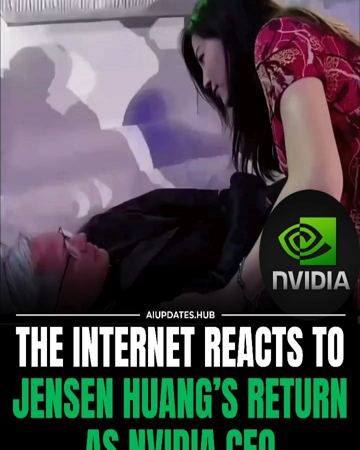 NVIDIA
AIUPDATES.HUB
THE INTERNET REACTS TO
JENSEN HUANG'S RETURN
AS NVIDIA CEO